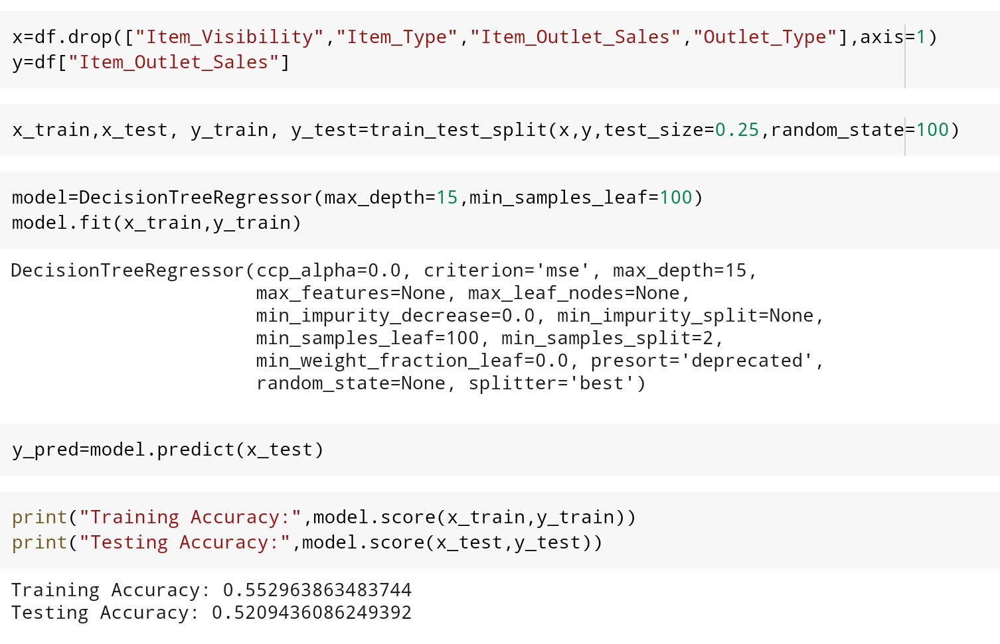 x=df.drop(["Item_Visibility","Item_Type","Item_Outlet_Sales","Outlet_Type"],axis=1)
y=df["Item_Outlet_Sales"]
x_train,x_test, y_train, y_test=train_test_split(x,y,test_size=0.25,random_state=100)
model=DecisionTreeRegressor(max_depth=15,min_samples_leaf=100)
model.fit(x_train,y_train)
DecisionTreeRegressor(ccp_alpha=0.0, criterion='mse', max_depth=15,
                      max_features=None, max_leaf_nodes=None,
                      min_impurity_decrease=0.0, min_impurity_split=None,
                      min_samples_leaf=100, min_samples_split=2,
                      min_weight_fraction_leaf=0.0, presort='deprecated',
                      random_state=None, splitter='best')
y_pred=model.predict(x_test)
print("Training Accuracy:",model.score(x_train,y_train))
print("Testing Accuracy:",model.score(x_test,y_test))
Training Accuracy: 0.552963863483744
Testing Accuracy: 0.5209436086249392